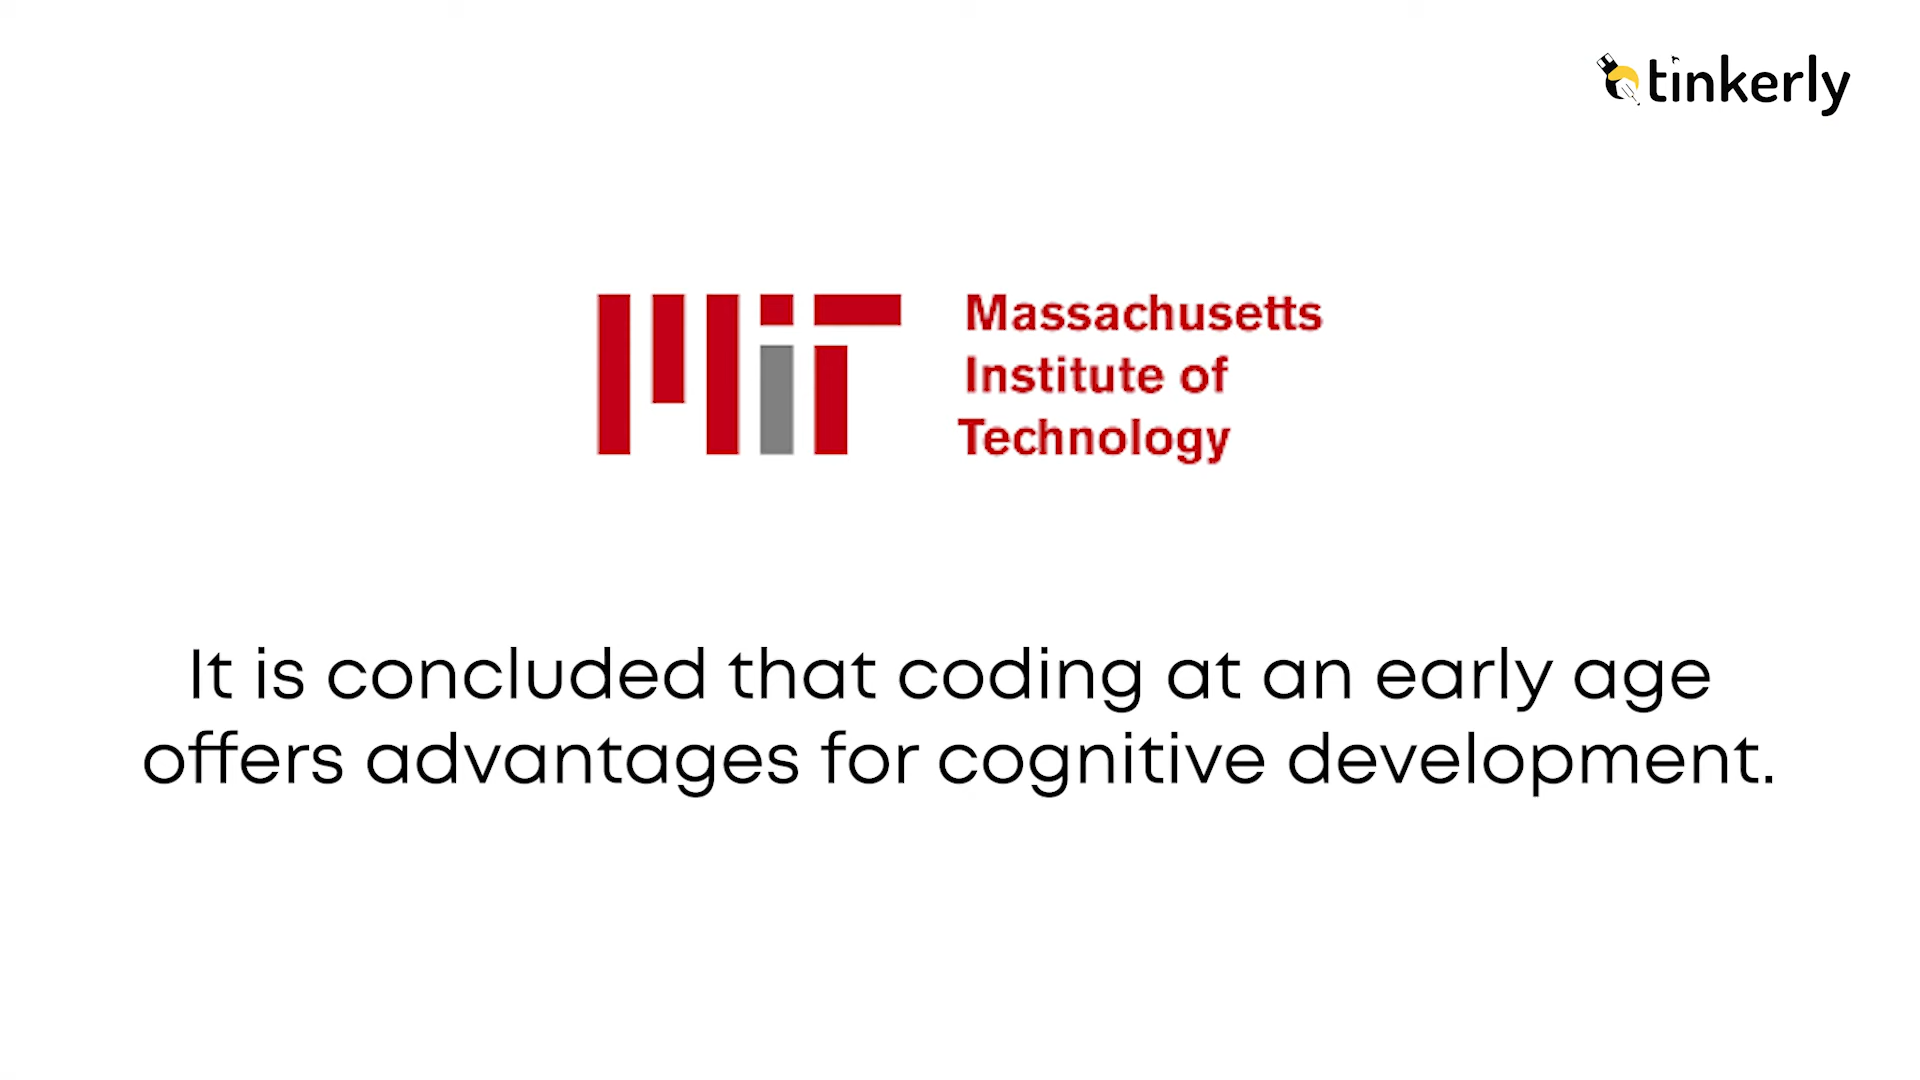 tinkerly
MIT
Massachusetts
Institute of
Technology
It is concluded that coding at an early age
offers advantages for cognitive development.